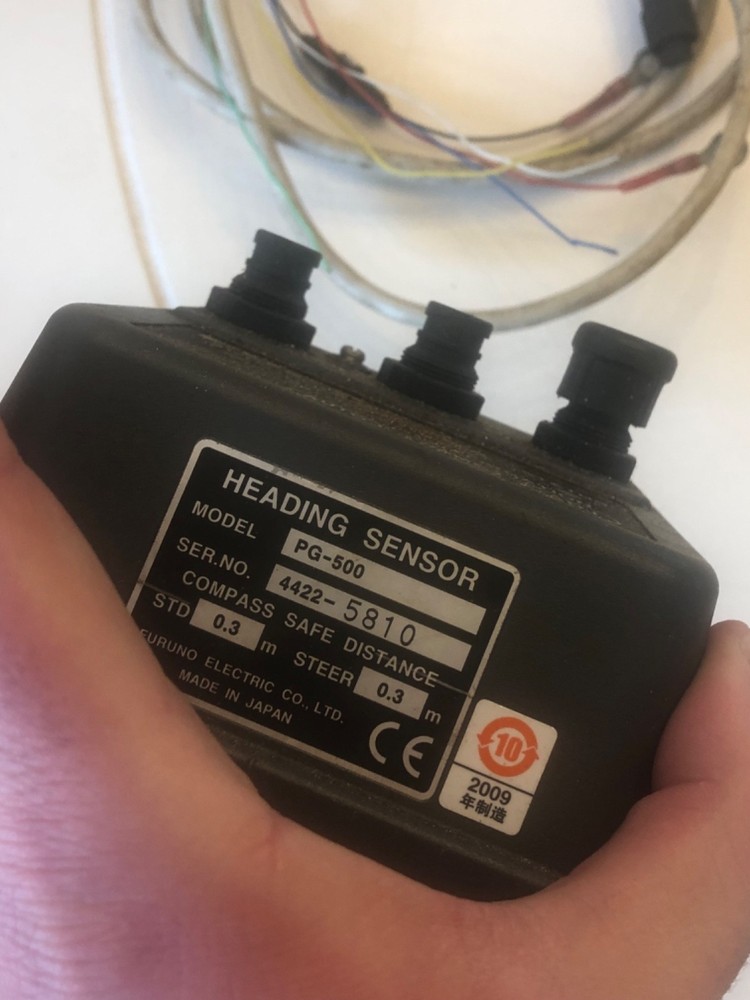 HEADING SENSOR
MODEL PG-500
SER.NO. 4422-5810
COMPASS SAFE DISTANCE
STD 0.3 m STEER 0.3 m
FURUNO ELECTRIC CO., LTD.
MADE IN JAPAN
CE
10
2009
年制造